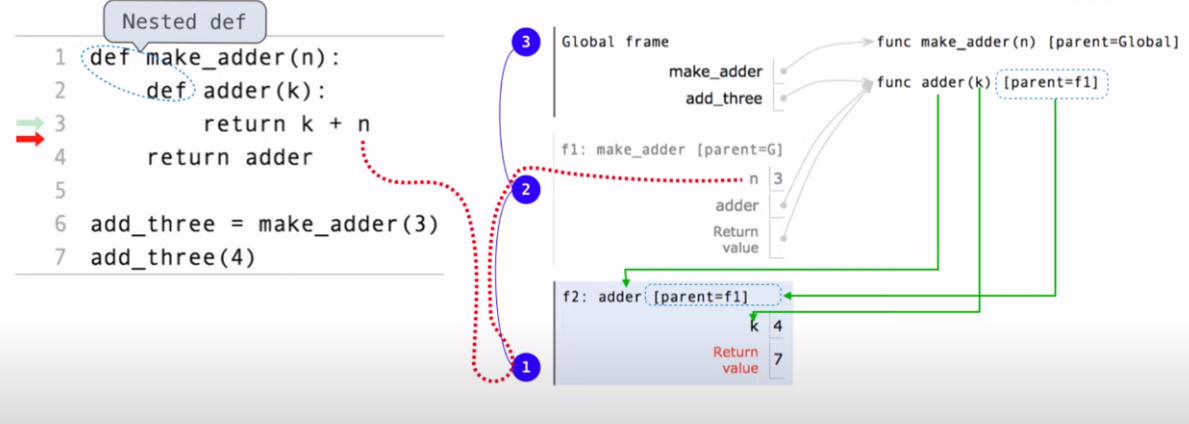 Nested def
1 def make_adder(n):
2 def adder(k):
3 return k + n
4 return adder
5
6 add_three = make_adder(3)
7 add_three(4)
3 Global frame
make_adder
add_three
func make_adder(n) [parent=Global]
func adder(k) [parent=f1]
f1: make_adder [parent=G]
2
n 3
adder
Return
value
f2: adder [parent=f1]
k 4
1
Return
value 7